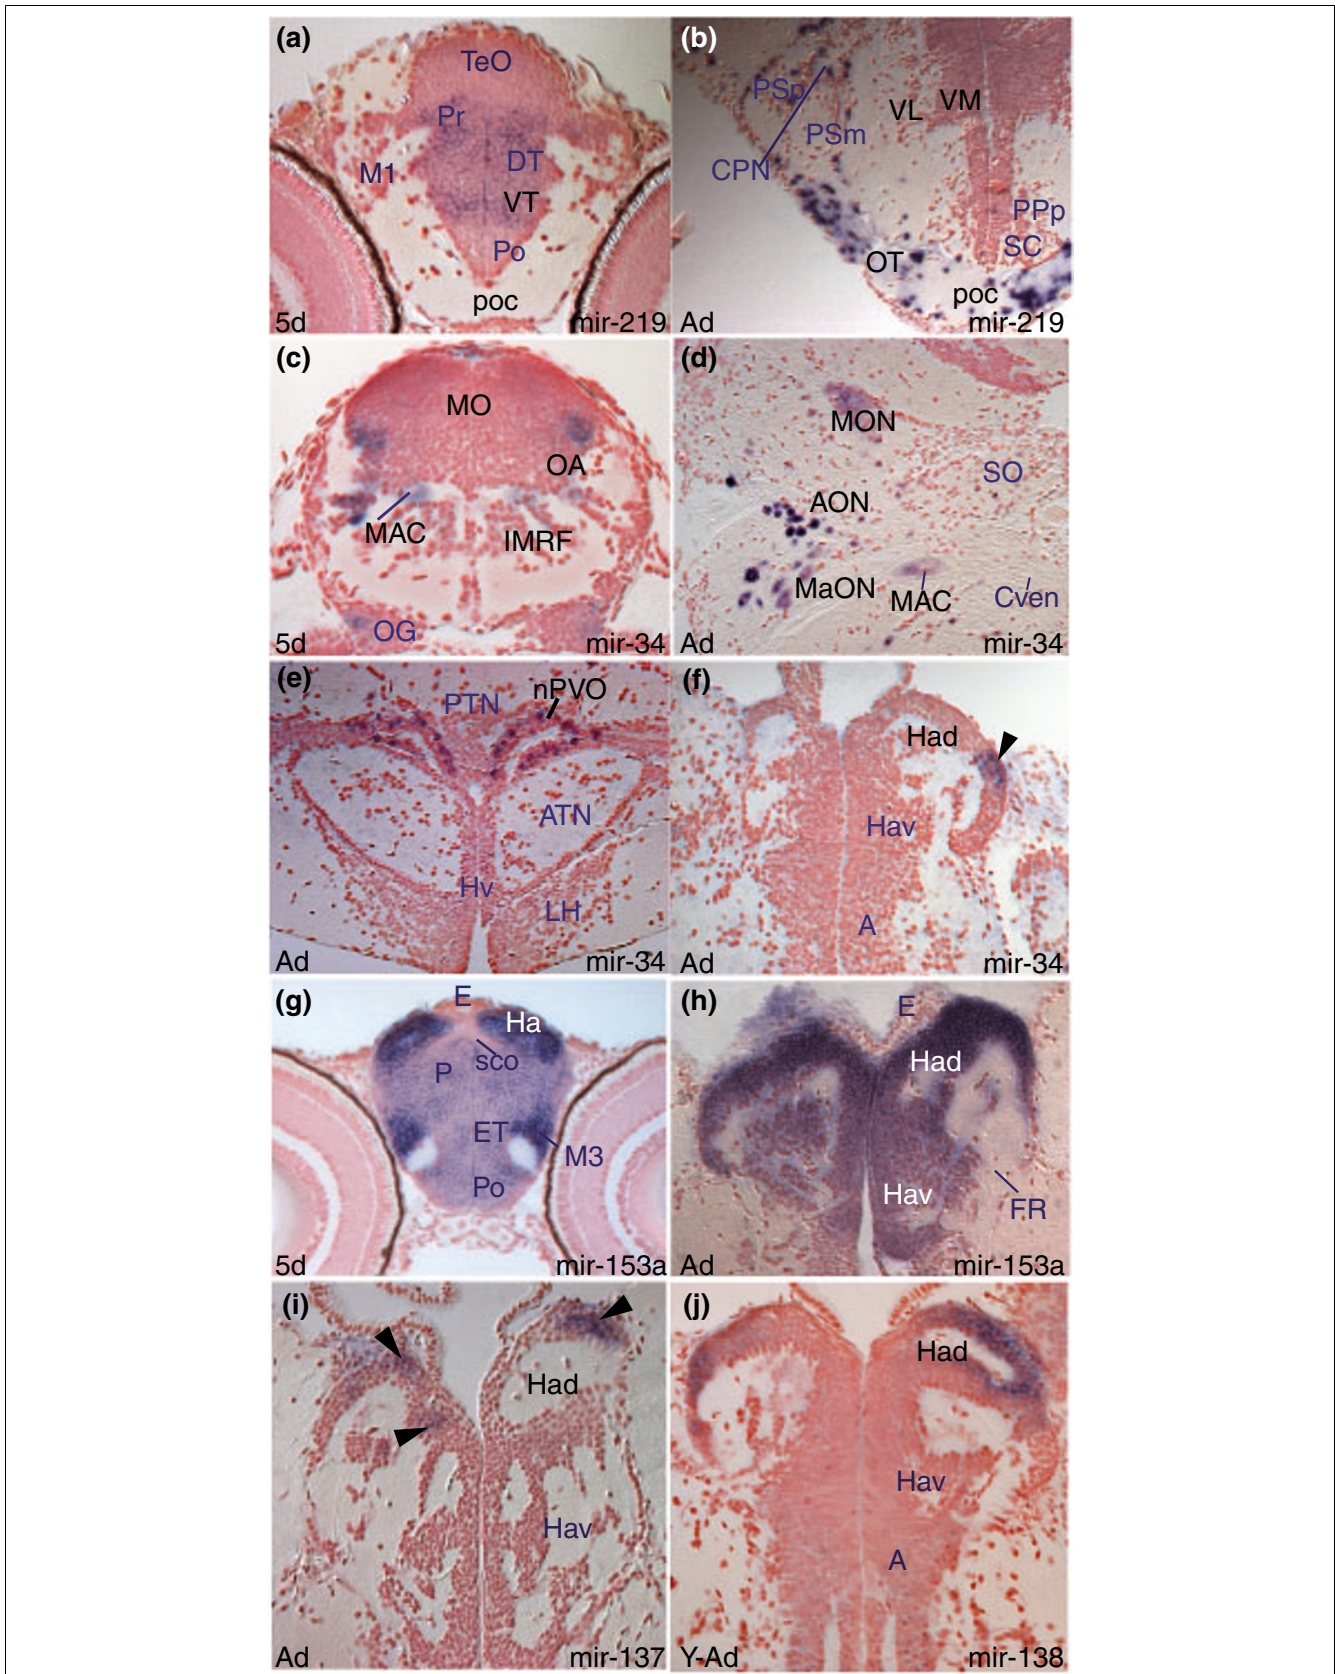 (a)
TeO
Pr
M1
DT
VT
Po
poc
5d
mir-219
(b)
PSp
VL
VM
PSm
CPN
PPp
SC
OT
poc
Ad
mir-219
(c)
MO
OA
MAC
IMRF
OG
5d
mir-34
(d)
MON
SO
AON
MaON
MAC
Cven
Ad
mir-34
(e)
PTN
nPVO
ATN
Hv
LH
Ad
mir-34
(f)
Had
Hav
A
Ad
mir-34
(g)
E
Ha
sco
P
ET
M3
Po
5d
mir-153a
(h)
E
Had
Hav
FR
Ad
mir-153a
(i)
Had
Hav
Ad
mir-137
(j)
Had
Hav
A
Y-Ad
mir-138